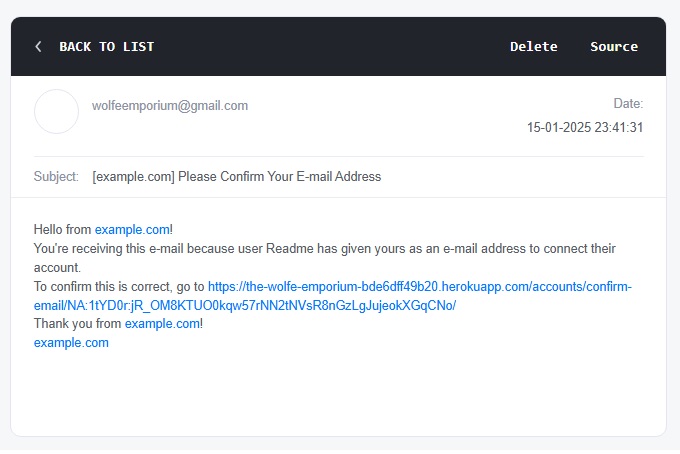 BACK TO LIST
Delete
Source
wolfeemporium@gmail.com
Date:
15-01-2025 23:41:31
Subject: [example.com] Please Confirm Your E-mail Address
Hello from example.com!
You're receiving this e-mail because user Readme has given yours as an e-mail address to connect their
account.
To confirm this is correct, go to https://the-wolfe-emporium-bde6dff49b20.herokuapp.com/accounts/confirm-
email/NA:1tYD0r:jR_OM8KTUO0kqw57rNN2tNVsR8nGzLgJujeokXGqCNo/
Thank you from example.com!
example.com